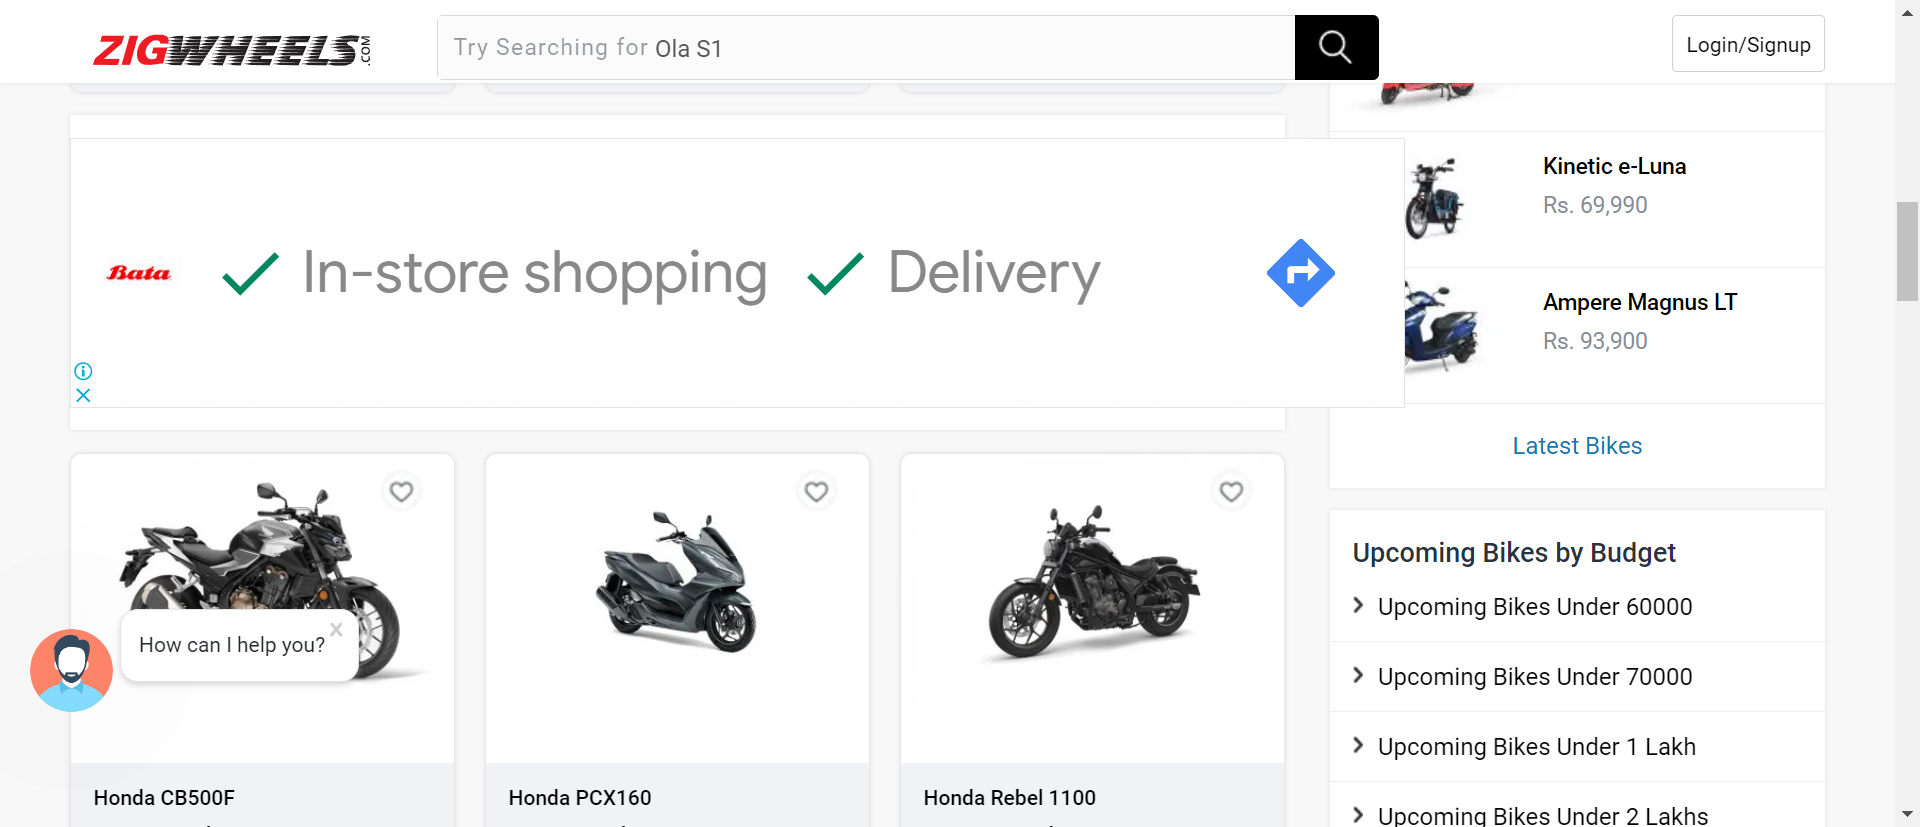 ZIGWHEELS.COM
Try Searching for Ola S1
Login/Signup
Kinetic e-Luna
Rs. 69,990
Bata
In-store shopping
Delivery
Ampere Magnus LT
Rs. 93,900
Latest Bikes
Upcoming Bikes by Budget
Upcoming Bikes Under 60000
How can I help you?
Upcoming Bikes Under 70000
Upcoming Bikes Under 1 Lakh
Honda CB500F
Honda PCX160
Honda Rebel 1100
Upcoming Bikes Under 2 Lakhs